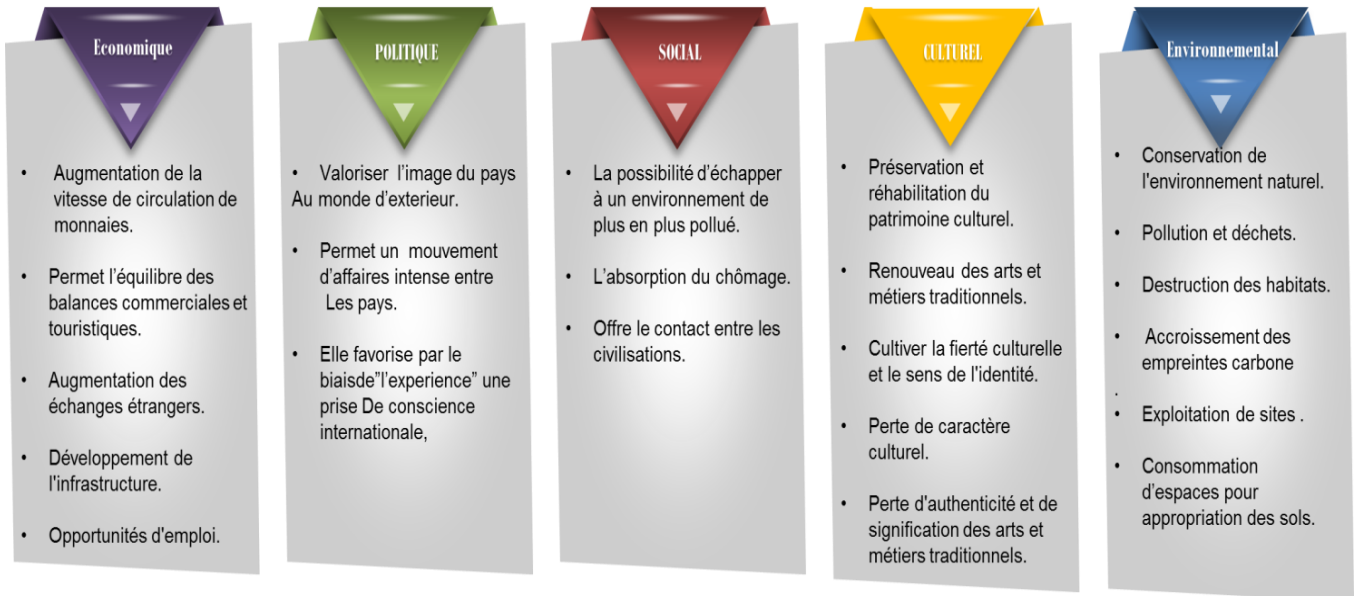 Economique
• Augmentation de la
vitesse de circulation de
monnaies.
• Permet l’équilibre des
balances commerciales et
touristiques.
• Augmentation des
échanges étrangers.
• Développement de
l'infrastructure.
• Opportunités d'emploi.
POLITIQUE
• Valoriser l’image du pays
Au monde d’exterieur.
• Permet un mouvement
d’affaires intense entre
Les pays.
• Elle favorise par le
biaisde”l’experience” une
prise De conscience
internationale,
SOCIAL
• La possibilité d’échapper
à un environnement de
plus en plus pollué.
• L’absorption du chômage.
• Offre le contact entre les
civilisations.
CULTUREL
• Préservation et
réhabilitation du
patrimoine culturel.
• Renouveau des arts et
métiers traditionnels.
• Cultiver la fierté culturelle
et le sens de l'identité.
• Perte de caractère
culturel.
• Perte d'authenticité et de
signification des arts et
métiers traditionnels.
Environnemental
• Conservation de
l'environnement naturel.
• Pollution et déchets.
• Destruction des habitats.
• Accroissement des
empreintes carbone
.
• Exploitation de sites .
• Consommation
d’espaces pour
appropriation des sols.